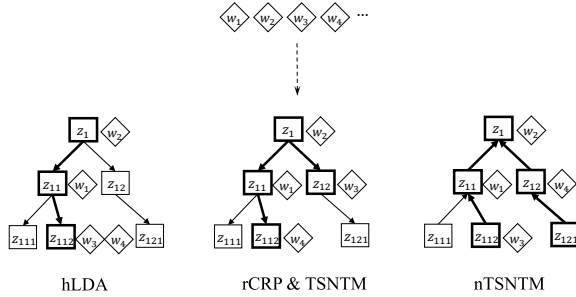 w₁ w₂ w₃ w₄ ...
z₁ w₂ z₁ w₂ z₁ w₂
z₁₁ w₁ z₁₂ z₁₁ w₁ z₁₂ w₃ z₁₁ w₁ z₁₂ w₄
z₁₁₁ z₁₁₂ w₃ w₄ z₁₂₁ z₁₁₁ z₁₁₂ w₄ z₁₂₁ z₁₁₁ z₁₁₂ w₃ z₁₂₁
hLDA rCRP & TSNTM nTSNTM